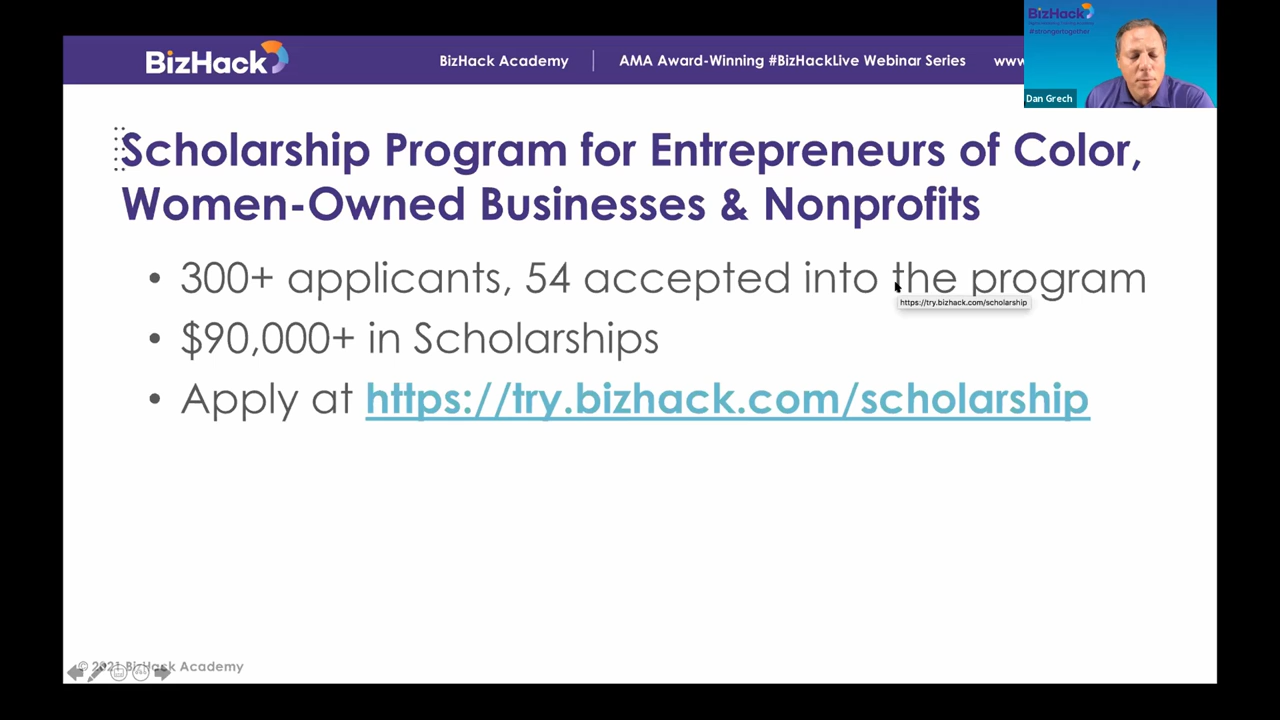 BizHack
BizHack Academy
AMA Award-Winning #BizHackLive Webinar Series
www
BizHack
#strongertogether
Dan Grech
Scholarship Program for Entrepreneurs of Color,
Women-Owned Businesses & Nonprofits
• 300+ applicants, 54 accepted into the program
https://try.bizhack.com/scholarship
• $90,000+ in Scholarships
• Apply at https://try.bizhack.com/scholarship
© 2021 BizHack Academy